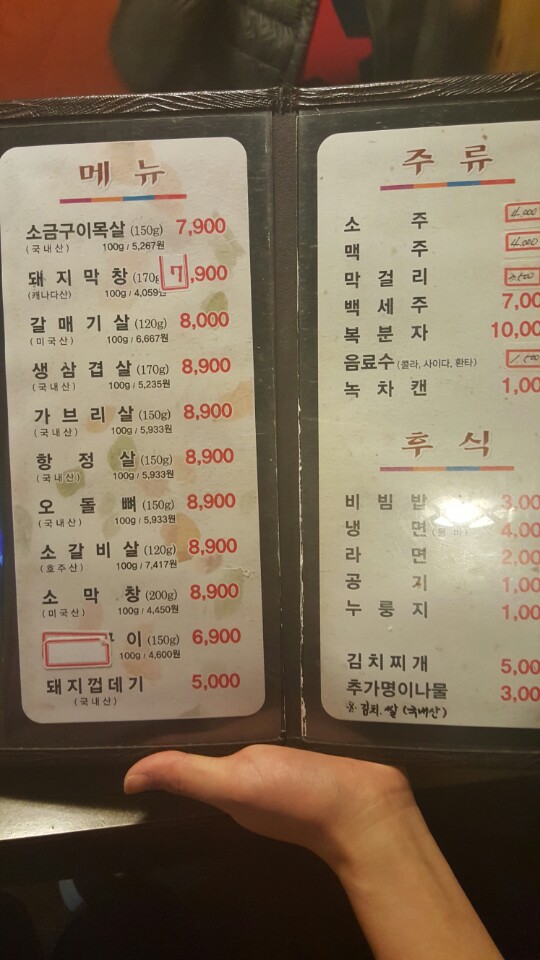 메 뉴
소금구이목살 (150g) 7,900
(국내산) 100g / 5,267원
돼 지 막 창 (170g 7,900
(캐나다산) 100g / 4,059
갈 매 기 살 (120g) 8,000
(미국산) 100g / 6,667원
생 삼 겹 살 (170g) 8,900
(국내산) 100g / 5,235원
가 브 리 살 (150g) 8,900
(국내산) 100g / 5,933원
항 정 살 (150g) 8,900
(국내산) 100g / 5,933원
오 돌 뼈 (150g) 8,900
(국내산) 100g / 5,933원
소 갈 비 살 (120g) 8,900
(호주산) 100g / 7,417원
소 막 창 (200g) 8,900
(미국산) 100g / 4,450원
이 (150g) 6,900
100g / 4,600원
돼지껍데기 5,000
(국내산)
주 류
소 주 4,000
맥 주 4,000
막 걸 리
백 세 주 7,00
복 분 자 10,00
음료수 (콜라, 사이다, 환타) 1,500
녹 차 캔 1,00
후 식
비 빔 밥 3,00
냉 면 4,00
라 면 2,00
공 기 1,00
누 룽 지 1,00
김 치 찌 개 5,00
추가명이나물 3,00
※ 김치. 쌀 (국내산)